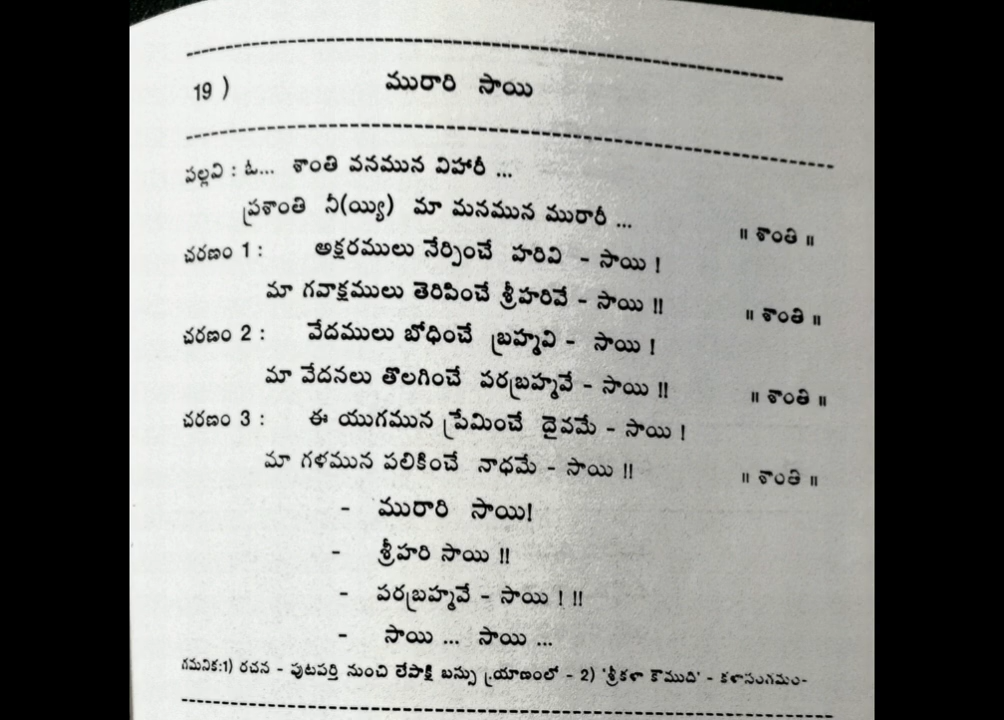 19 ) మురారి సాయి
పల్లవి : ఓ... శాంతి వనమున విహారీ ...
ప్రశాంతి నీ(య్యి) మా మనమున మురారీ ... ॥ శాంతి ॥
చరణం 1 : అక్షరములు నేర్పించే హరివి - సాయి !
మా గవాక్షములు తెరిపించే శ్రీహరివే - సాయి !! ॥ శాంతి ॥
చరణం 2 : వేదములు బోధించే బ్రహ్మవి - సాయి !
మా వేదనలు తొలగించే పరబ్రహ్మవే - సాయి !! ॥ శాంతి ॥
చరణం 3 : ఈ యుగమున ప్రేమించే దైవమే - సాయి !
మా గళమున పలికించే నాధమే - సాయి !! ॥ శాంతి ॥
- మురారి సాయి!
- శ్రీహరి సాయి !!
- పరబ్రహ్మవే - సాయి ! !!
- సాయి ... సాయి ...
గమనిక:1) రచన - పుటపర్తి నుంచి లేపాక్షి బస్సు ప్రయాణంలో - 2) 'శ్రీకళా కౌముది' - కళాసంగమం-